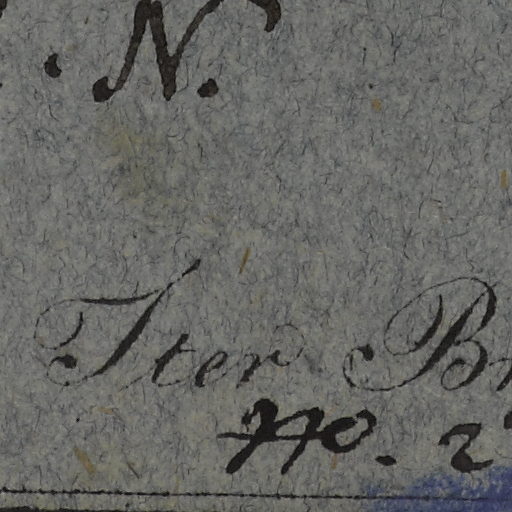 . N.
Iter B
No. 2